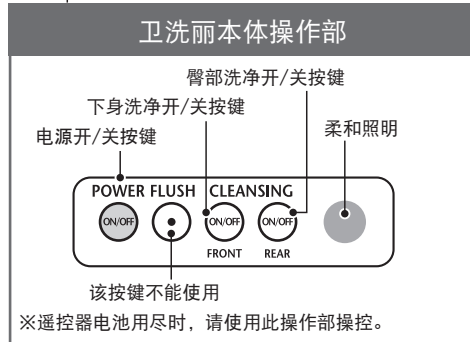 卫洗丽本体操作部
臀部洗净开/关按键
下身洗净开/关按键
电源开/关按键
柔和照明
POWER FLUSH CLEANSING
ON/OFF ON/OFF ON/OFF
FRONT REAR
该按键不能使用
※遥控器电池用尽时，请使用此操作部操控。